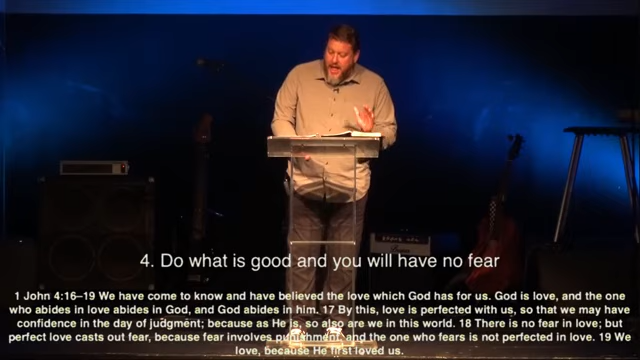 4. Do what is good and you will have no fear
1 John 4:16–19 We have come to know and have believed the love which God has for us. God is love, and the one
who abides in love abides in God, and God abides in him. 17 By this, love is perfected with us, so that we may have
confidence in the day of judgment; because as He is, so also are we in this world. 18 There is no fear in love; but
perfect love casts out fear, because fear involves punishment, and the one who fears is not perfected in love. 19 We
love, because He first loved us.